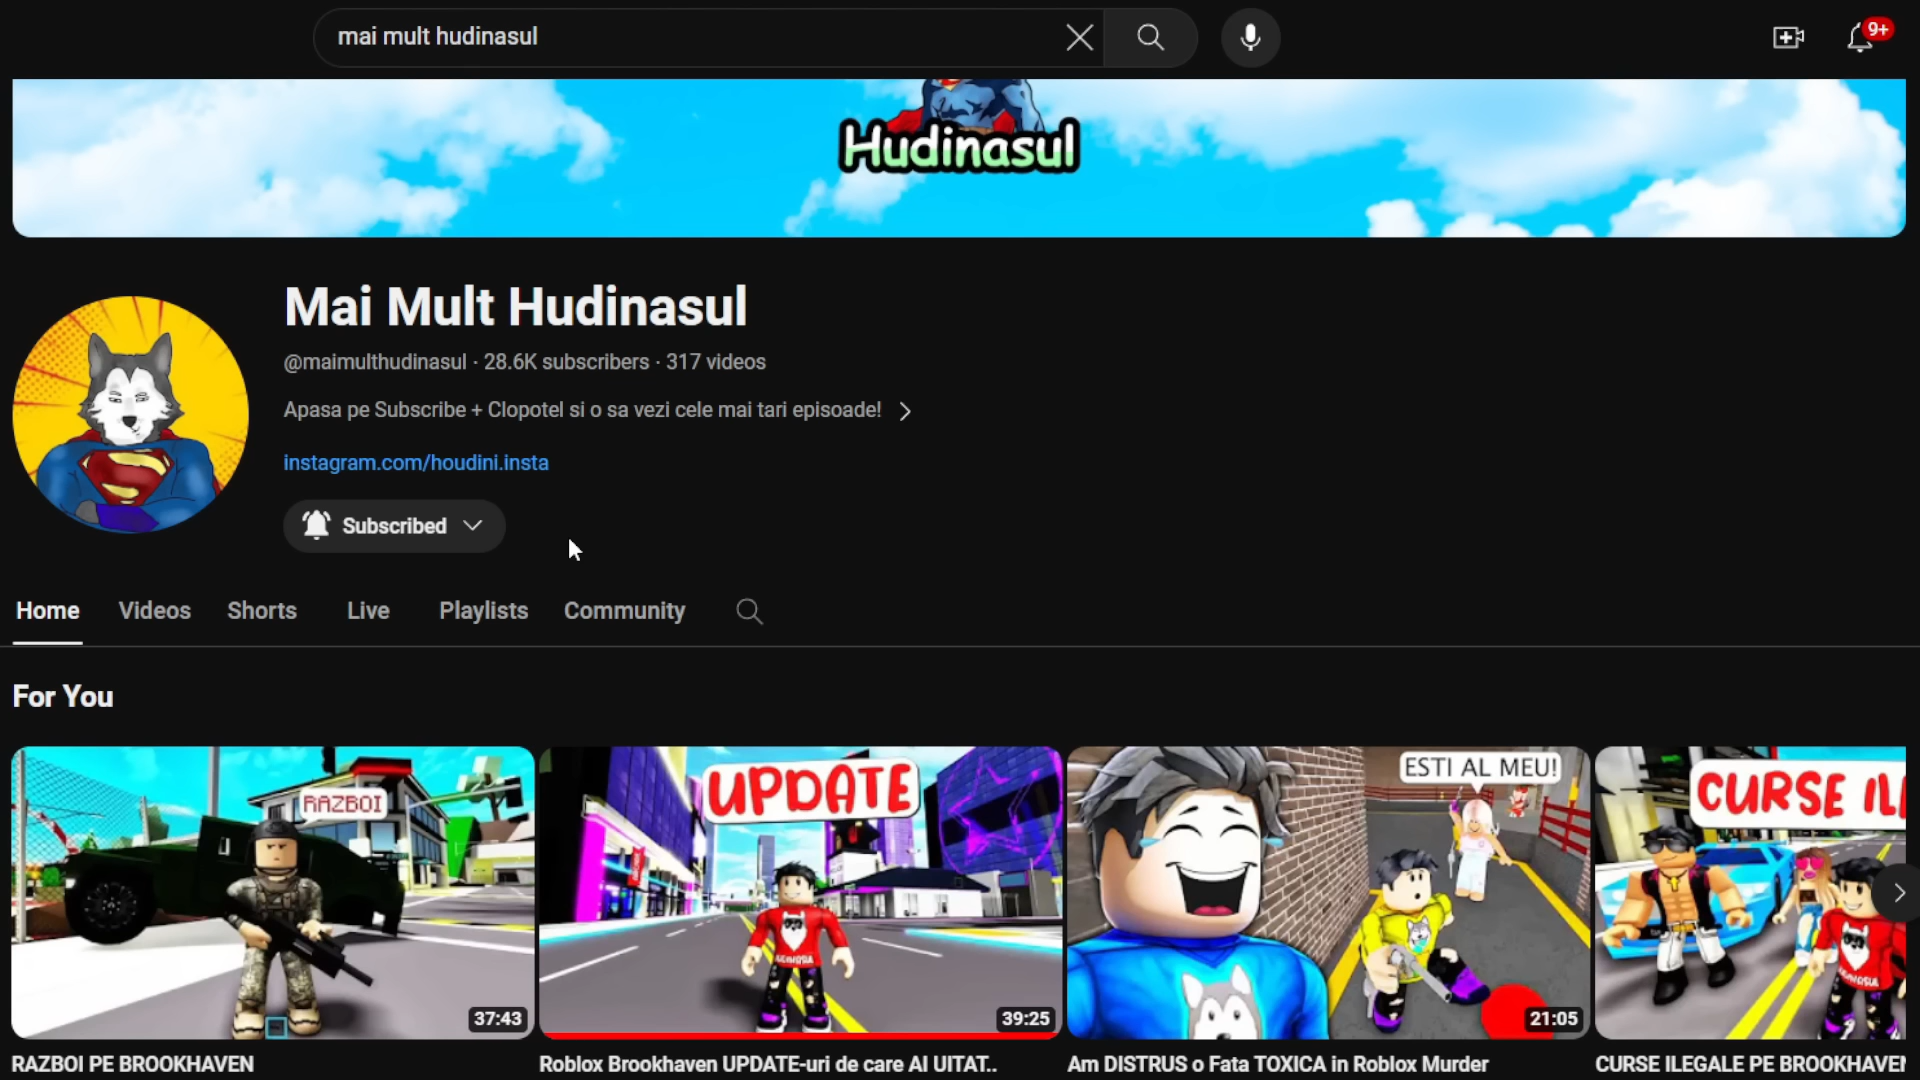 mai mult hudinasul
9+
Hudinasul
Mai Mult Hudinasul
@maimulthudinasul · 28.6K subscribers · 317 videos
Apasa pe Subscribe + Clopotel si o sa vezi cele mai tari episoade!
instagram.com/houdini.insta
Subscribed
Home Videos Shorts Live Playlists Community
For You
RAZBOI
UPDATE
ESTI AL MEU!
CURSE IL
37:43
39:25
21:05
RAZBOI PE BROOKHAVEN
Roblox Brookhaven UPDATE-uri de care AI UITAT..
Am DISTRUS o Fata TOXICA in Roblox Murder
CURSE ILEGALE PE BROOKHAVEN